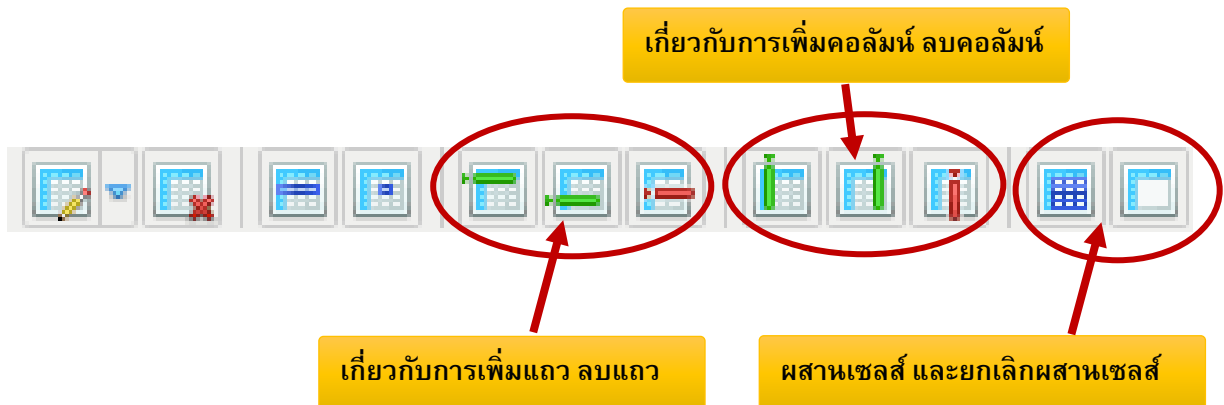 เกี่ยวกับการเพิ่มคอลัมน์ ลบคอลัมน์
เกี่ยวกับการเพิ่มแถว ลบแถว
ผสานเซลส์ และยกเลิกผสานเซลส์